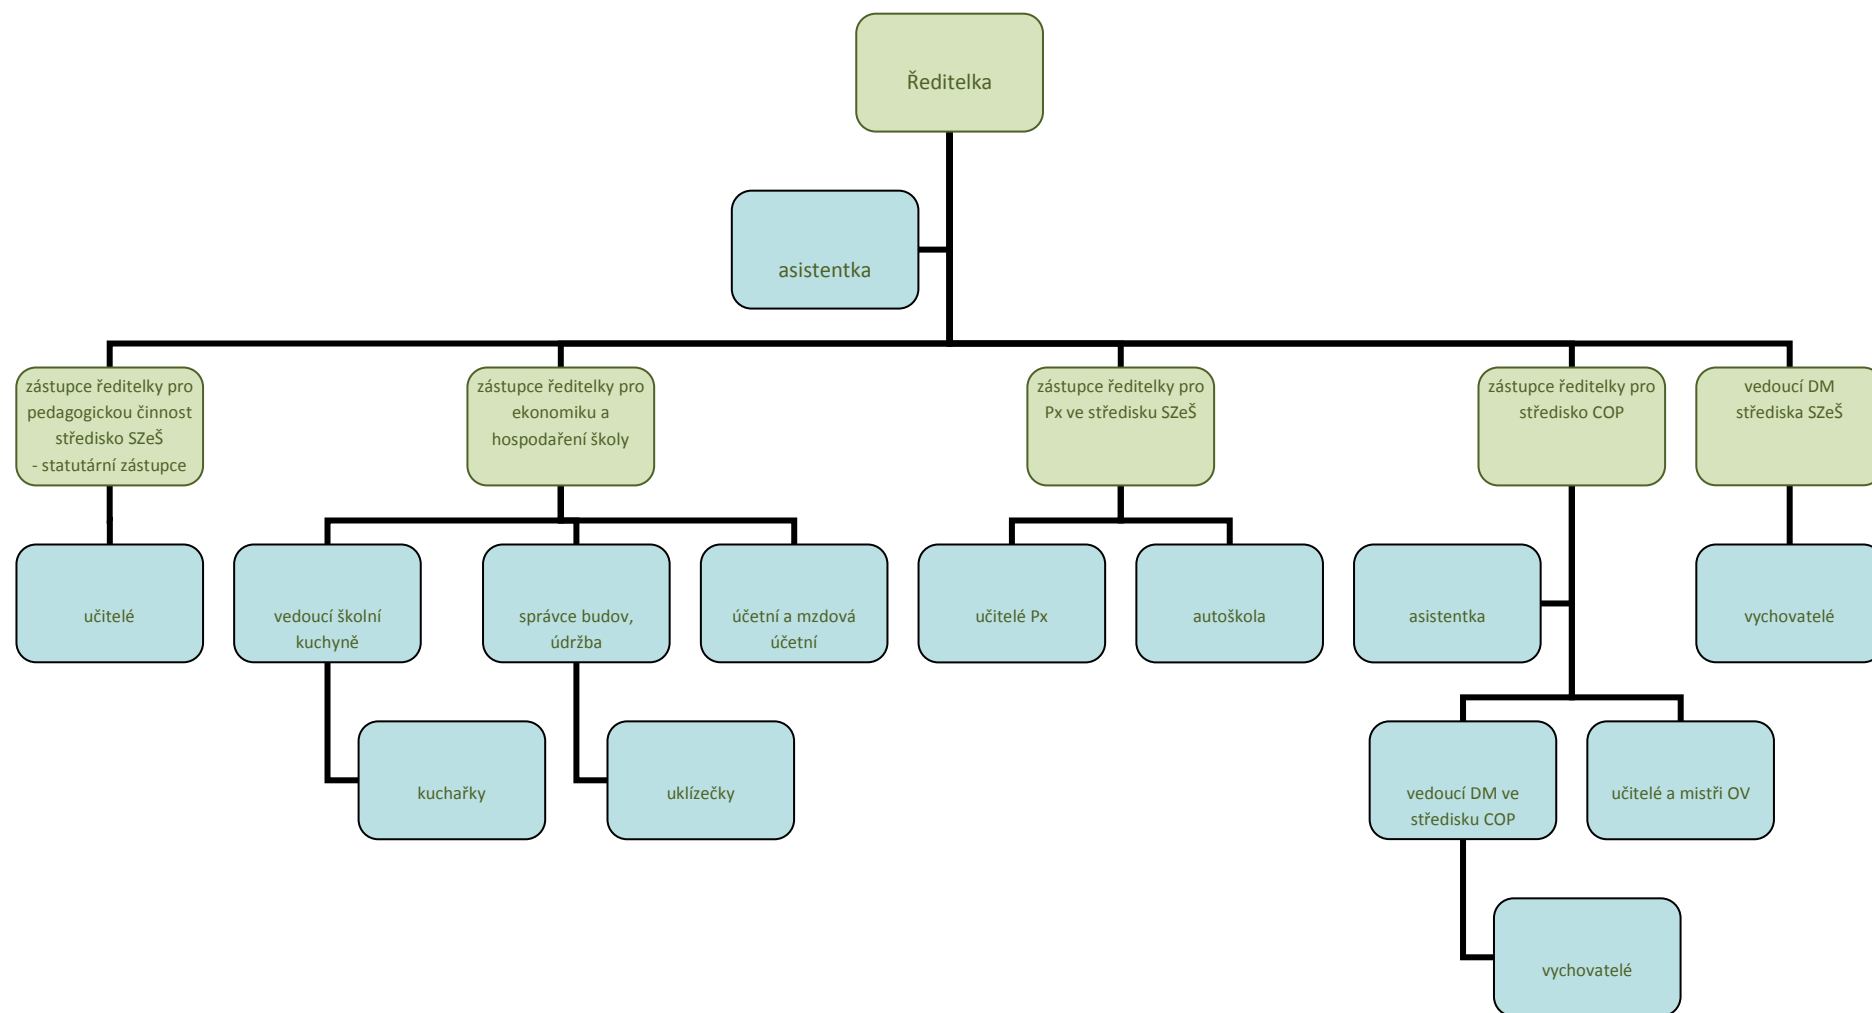 Ředitelka
asistentka
zástupce ředitelky pro
pedagogickou činnost
středisko SZeŠ
- statutární zástupce
zástupce ředitelky pro
ekonomiku a
hospodaření školy
zástupce ředitelky pro
Px ve středisku SZeŠ
zástupce ředitelky pro
středisko COP
vedoucí DM
střediska SZeŠ
učitelé
vedoucí školní
kuchyně
správce budov,
údržba
účetní a mzdová
účetní
učitelé Px
autoškola
asistentka
vychovatelé
kuchařky
uklízečky
vedoucí DM ve
středisku COP
učitelé a mistři OV
vychovatelé